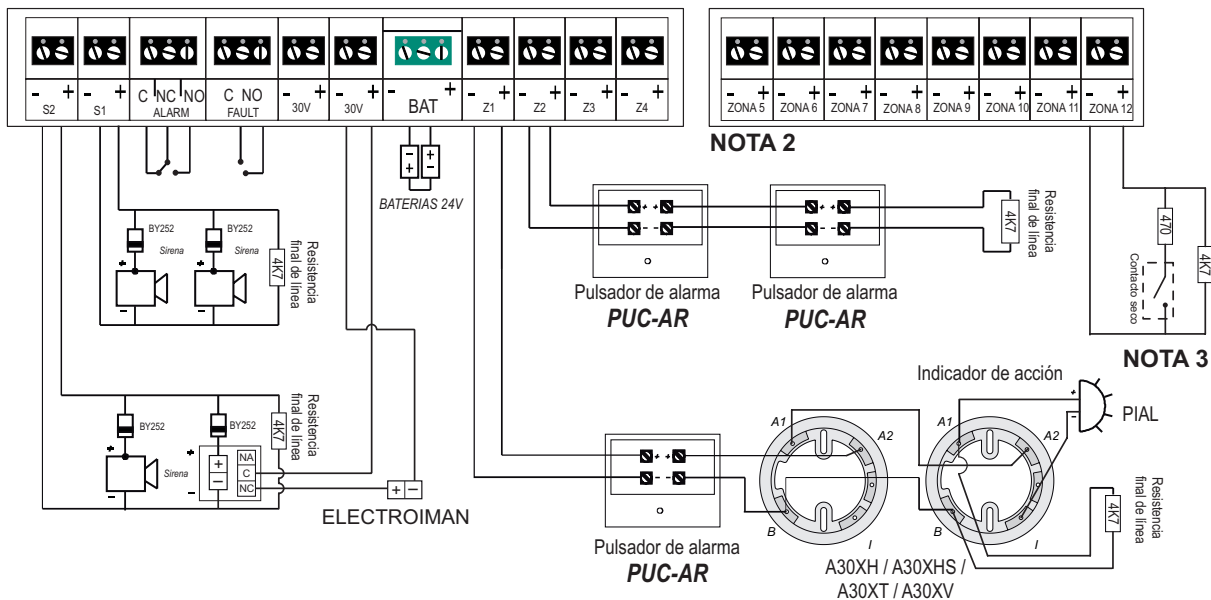 - + - + C NC NO C NO - + - + - + - + - + - + - +
S2 S1 ALARM FAULT 30V 30V BAT Z1 Z2 Z3 Z4
- + - + - + - + - + - + - + - +
ZONA 5 ZONA 6 ZONA 7 ZONA 8 ZONA 9 ZONA 10 ZONA 11 ZONA 12
NOTA 2
- + + -
BATERIAS 24V
BY252
Sirena
+
-
BY252
Sirena
+
-
4K7
Resistencia
final de línea
+ +
- -
Pulsador de alarma
PUC-AR
+ +
- -
Pulsador de alarma
PUC-AR
4K7
Resistencia
final de línea
470
Contacto
seco
4K7
NOTA 3
BY252
Sirena
+
-
BY252
+
-
+
-
NA
C
NC
4K7
Resistencia
final de línea
+ -
ELECTROIMAN
+ +
- -
Pulsador de alarma
PUC-AR
A1
A2
B
I
Indicador de acción
+
-
PIAL
A1
A2
B
I
4K7
Resistencia
final de línea
A30XH / A30XHS /
A30XT / A30XV